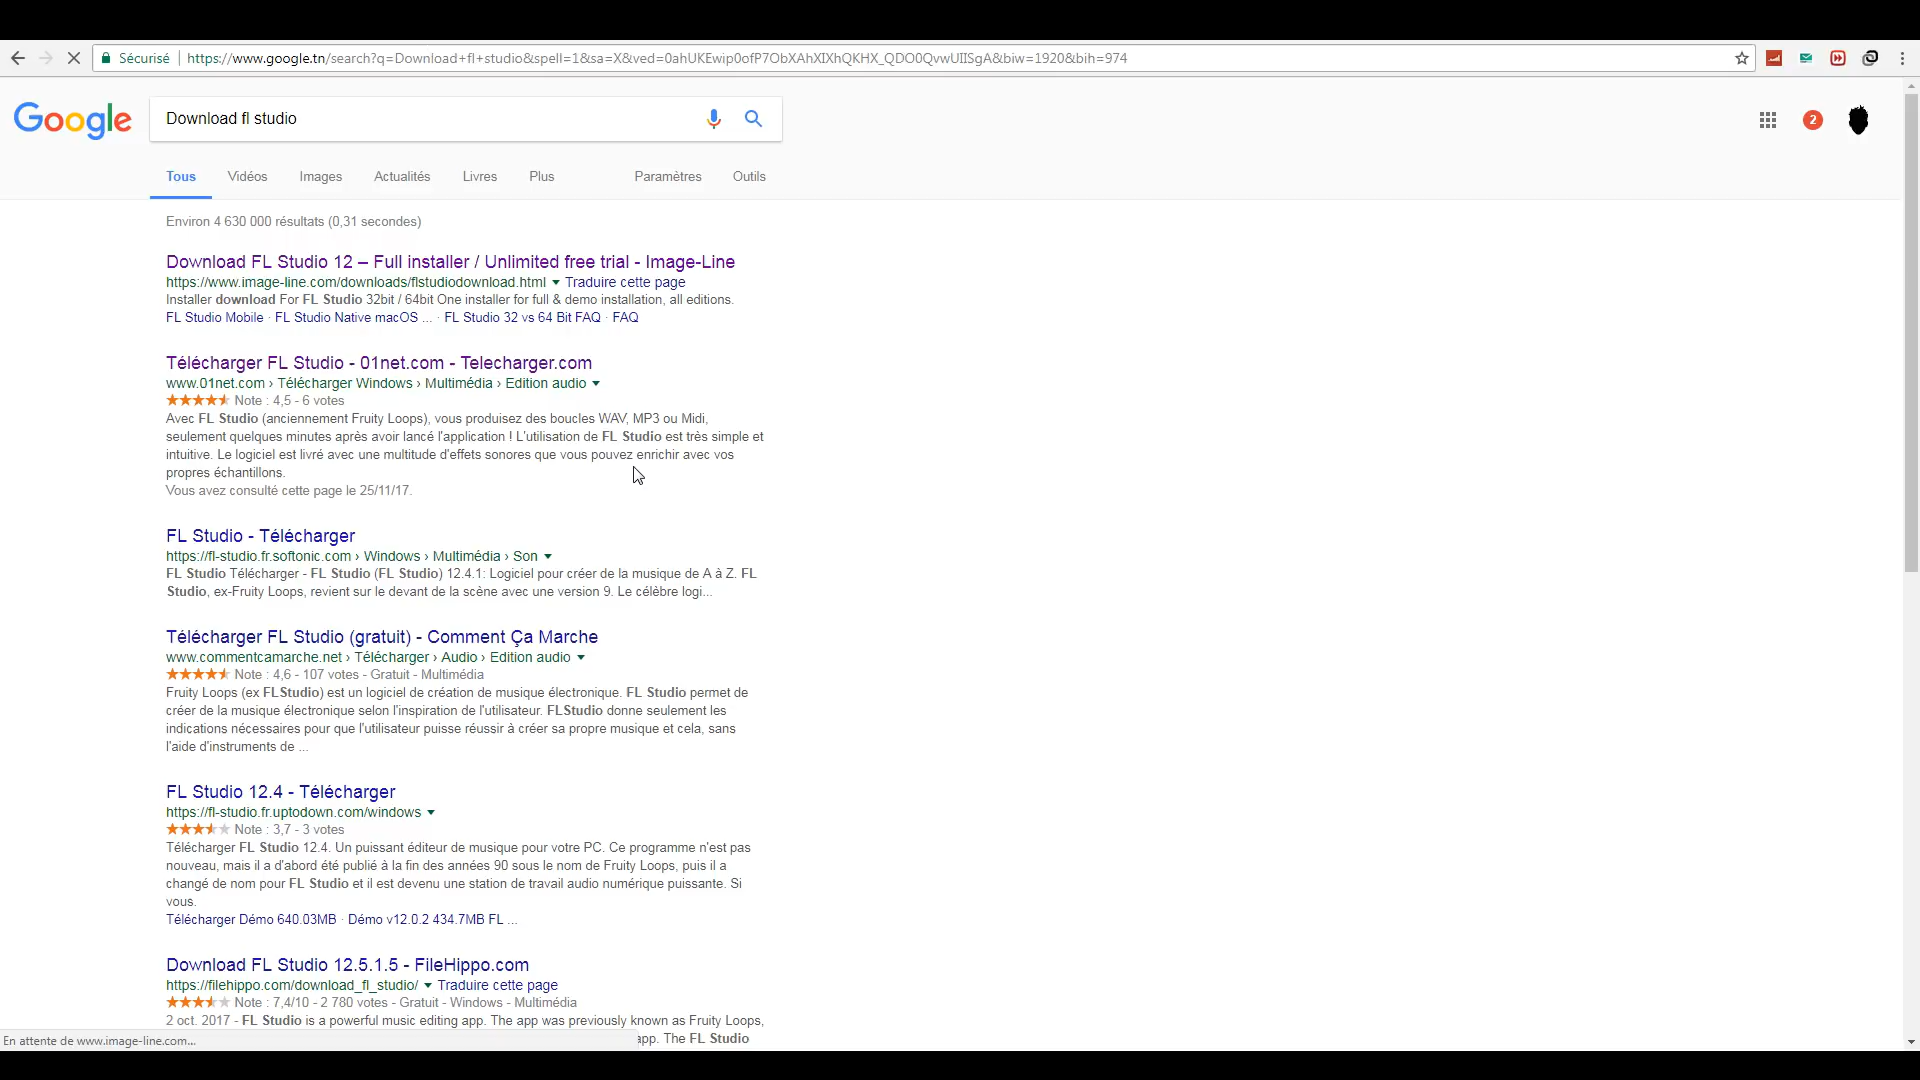 Sécurisé | https://www.google.tn/search?q=Download+fl+studio&spell=1&sa=X&ved=0ahUKEwip0ofP7ObXAhXIXhQKHX_QDO0QvwUIISgA&biw=1920&bih=974
Google
Download fl studio
2
Tous Vidéos Images Actualités Livres Plus Paramètres Outils
Environ 4 630 000 résultats (0,31 secondes)
Download FL Studio 12 – Full installer / Unlimited free trial - Image-Line
https://www.image-line.com/downloads/flstudiodownload.html Traduire cette page
Installer download For FL Studio 32bit / 64bit One installer for full & demo installation, all editions.
FL Studio Mobile · FL Studio Native macOS ... · FL Studio 32 vs 64 Bit FAQ · FAQ
Télécharger FL Studio - 01net.com - Telecharger.com
www.01net.com › Télécharger Windows › Multimédia › Edition audio
Note : 4,5 - 6 votes
Avec FL Studio (anciennement Fruity Loops), vous produisez des boucles WAV, MP3 ou Midi,
seulement quelques minutes après avoir lancé l'application ! L'utilisation de FL Studio est très simple et
intuitive. Le logiciel est livré avec une multitude d'effets sonores que vous pouvez enrichir avec vos
propres échantillons.
Vous avez consulté cette page le 25/11/17.
FL Studio - Télécharger
https://fl-studio.fr.softonic.com › Windows › Multimédia › Son
FL Studio Télécharger - FL Studio (FL Studio) 12.4.1: Logiciel pour créer de la musique de A à Z. FL
Studio, ex-Fruity Loops, revient sur le devant de la scène avec une version 9. Le célèbre logi...
Télécharger FL Studio (gratuit) - Comment Ça Marche
www.commentcamarche.net › Télécharger › Audio › Edition audio
Note : 4,6 - 107 votes - Gratuit - Multimédia
Fruity Loops (ex FLStudio) est un logiciel de création de musique électronique. FL Studio permet de
créer de la musique électronique selon l'inspiration de l'utilisateur. FLStudio donne seulement les
indications nécessaires pour que l'utilisateur puisse réussir à créer sa propre musique et cela, sans
l'aide d'instruments de ...
FL Studio 12.4 - Télécharger
https://fl-studio.fr.uptodown.com/windows
Note : 3,7 - 3 votes
Télécharger FL Studio 12.4. Un puissant éditeur de musique pour votre PC. Ce programme n'est pas
nouveau, mais il a d'abord été publié à la fin des années 90 sous le nom de Fruity Loops, puis il a
changé de nom pour FL Studio et il est devenu une station de travail audio numérique puissante. Si
vous.
Télécharger Démo 640.03MB · Démo v12.0.2 434.7MB FL ...
Download FL Studio 12.5.1.5 - FileHippo.com
https://filehippo.com/download_fl_studio/ Traduire cette page
Note : 7,4/10 - 2 780 votes - Gratuit - Windows - Multimédia
2 oct. 2017 - FL Studio is a powerful music editing app. The app was previously known as Fruity Loops,
app. The FL Studio
En attente de www.image-line.com...